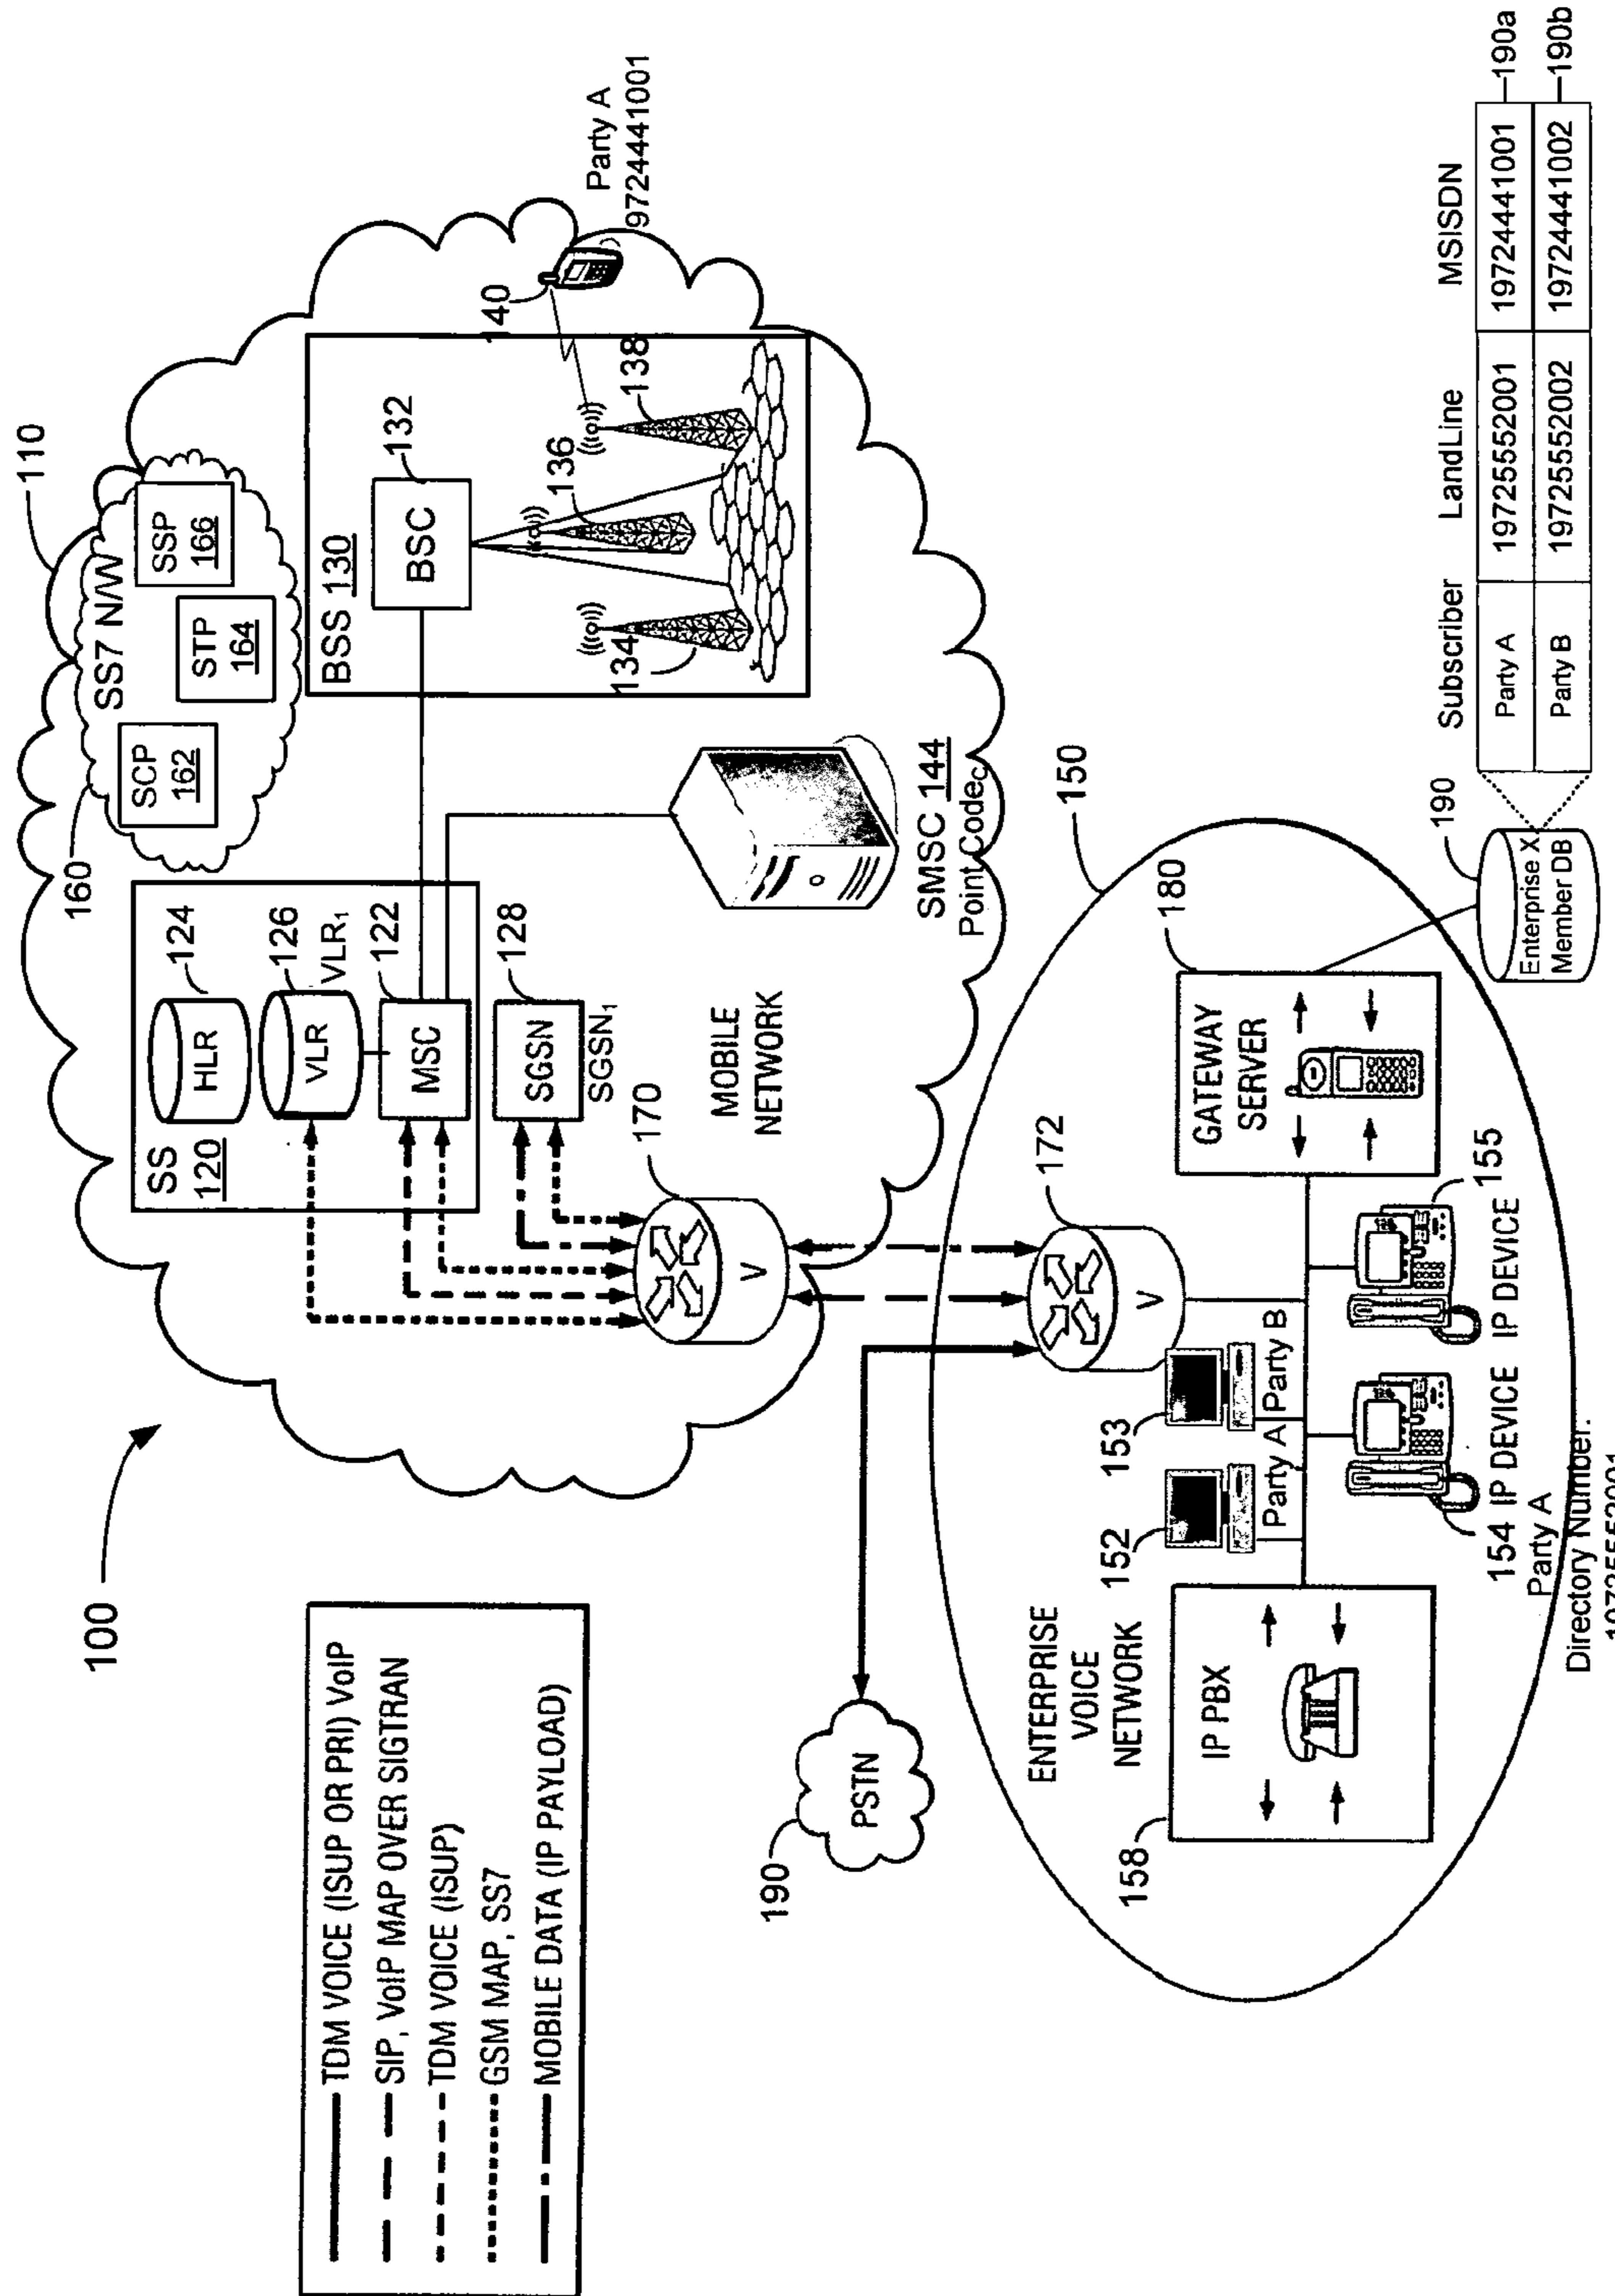 100
TDM VOICE (ISUP OR PRI) VoIP
SIP, VoIP MAP OVER SIGTRAN
TDM VOICE (ISUP)
GSM MAP, SS7
MOBILE DATA (IP PAYLOAD)
110
160
SS7 N/W
SCP
162
STP
164
SSP
166
SS
120
HLR
124
VLR
126
VLR1
MSC
122
SGSN
128
SGSN1
BSS 130
BSC
132
134
136
138
140
Party A
9724441001
SMSC 144
Point CodeC
MOBILE
NETWORK
170
V
172
V
190
PSTN
150
ENTERPRISE
VOICE
NETWORK
158
IP PBX
152
Party A
153
Party B
154 IP DEVICE
Party A
Directory Number:
19725552001
IP DEVICE
155
180
GATEWAY
SERVER
190
Enterprise X
Member DB
Subscriber LandLine MSISDN
Party A 19725552001 19724441001 190a
Party B 19725552002 19724441002 190b